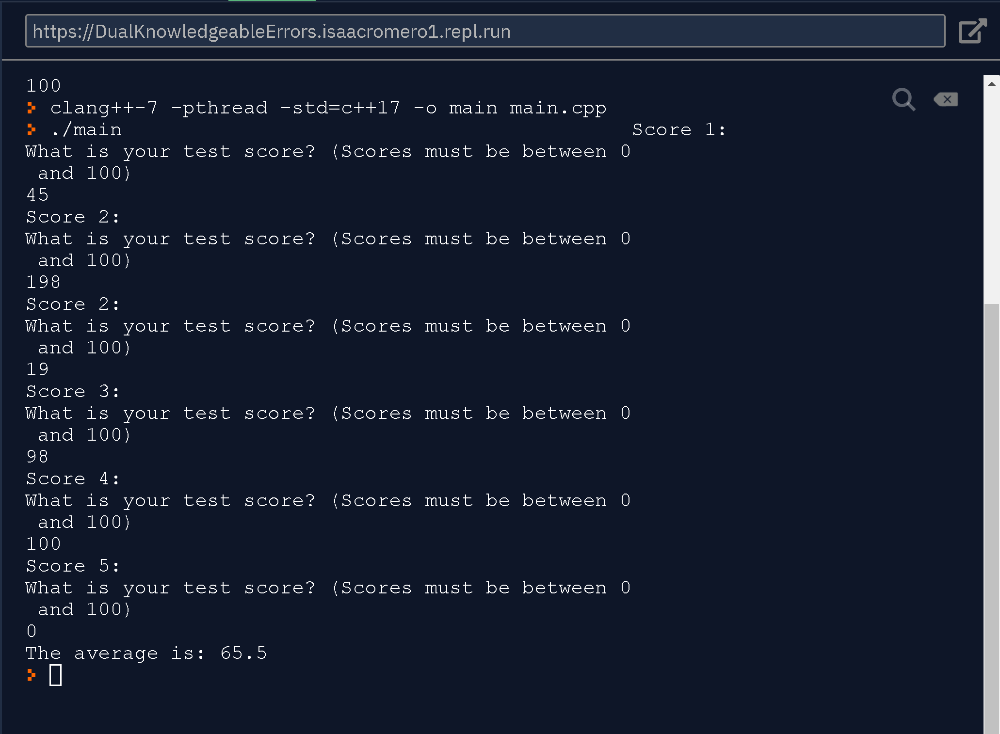 https://DualKnowledgeableErrors.isaacromero1.repl.run
100
clang++-7 -pthread -std=c++17 -o main main.cpp
./main Score 1:
What is your test score? (Scores must be between 0
and 100)
45
Score 2:
What is your test score? (Scores must be between 0
and 100)
198
Score 2:
What is your test score? (Scores must be between 0
and 100)
19
Score 3:
What is your test score? (Scores must be between 0
and 100)
98
Score 4:
What is your test score? (Scores must be between 0
and 100)
100
Score 5:
What is your test score? (Scores must be between 0
and 100)
0
The average is: 65.5